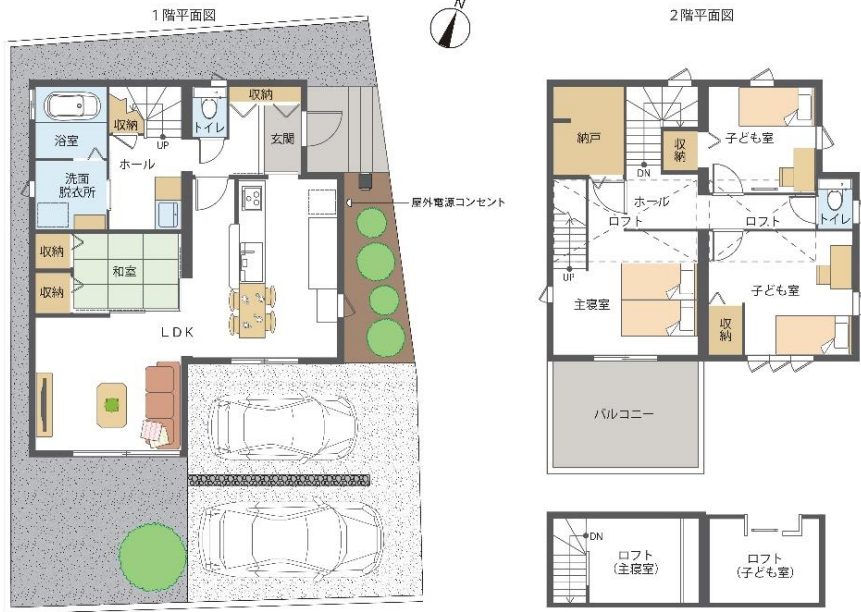 1階平面図
N
2階平面図
収納
トイレ
収納
玄関
浴室
UP
ホール
洗面
脱衣所
屋外電源コンセント
収納
和室
収納
LDK
納戸
子ども室
収納
DN
ホール
ロフト
ロフト
トイレ
UP
主寝室
子ども室
収納
バルコニー
DN
ロフト
(主寝室)
ロフト
(子ども室)